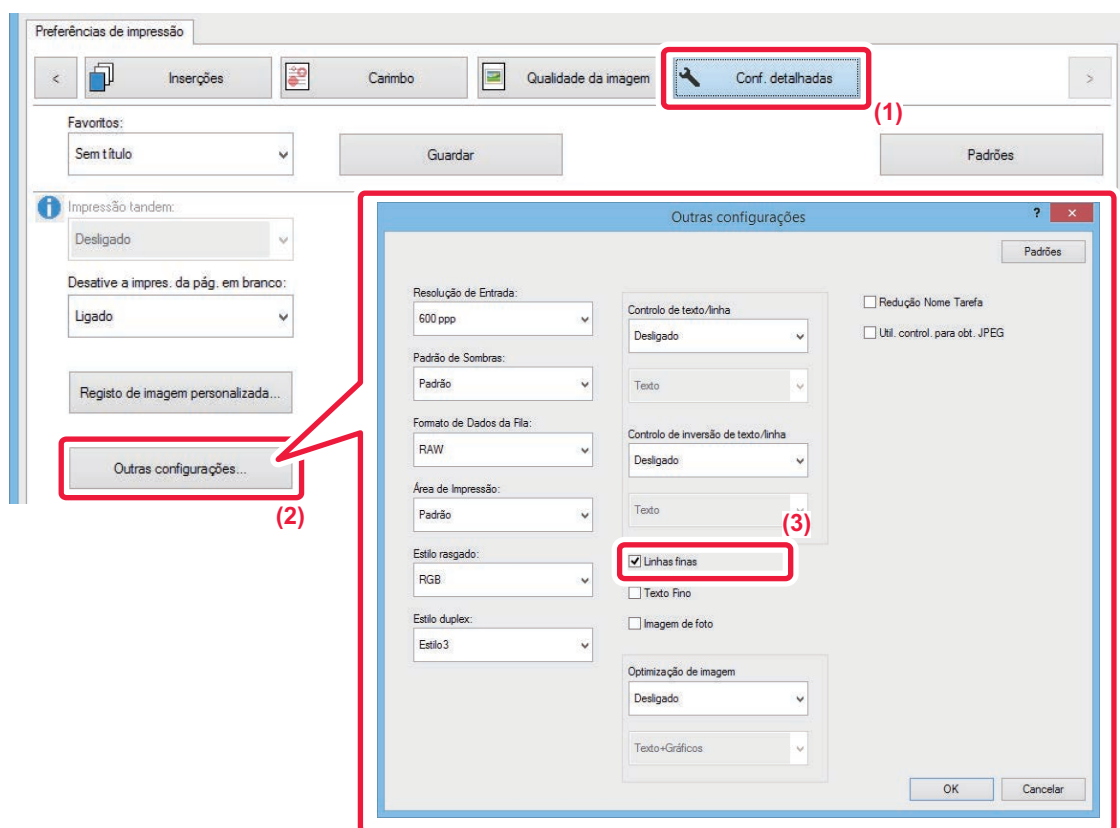 Preferências de impressão
<
Inserções
Carimbo
Qualidade da imagem
Conf. detalhadas
>
(1)
Favoritos:
Sem título
Guardar
Padrões
Impressão tandem:
Desligado
Desative a impres. da pág. em branco:
Ligado
Registo de imagem personalizada...
Outras configurações...
(2)
Outras configurações
?
×
Padrões
Resolução de Entrada:
600 ppp
Padrão de Sombras:
Padrão
Formato de Dados da Fila:
RAW
Área de Impressão:
Padrão
Estilo rasgado:
RGB
Estilo duplex:
Estilo3
Controlo de texto/linha
Desligado
Texto
Controlo de inversão de texto/linha
Desligado
Texto
(3)
Linhas finas
Texto Fino
Imagem de foto
Optimização de imagem
Desligado
Texto+Gráficos
Redução Nome Tarefa
Util. control. para obt. JPEG
OK
Cancelar